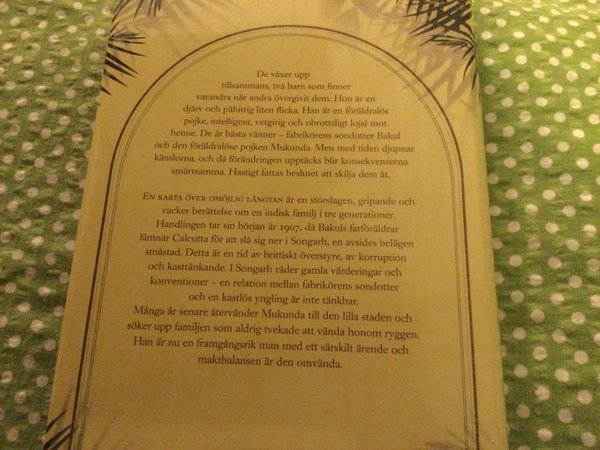 De växer upp
tillsammans, två barn som finner
varandra när andra övergivit dem. Hon är en
djärv och påhittig liten flicka. Han är en föräldralös
pojke, intelligent, vetgirig och obrottsligt lojal mot
henne. De är bästa vänner – fabrikörens sondotter Bakul
och den föräldralöse pojken Mukunda. Men med tiden djupnar
känslorna, och då förändringen upptäcks blir konsekvenserna
smärtsamma. Hastigt fattas beslutet att skilja dem åt.
EN KARTA ÖVER OMÖJLIG LÄNGTAN är en storslagen, gripande och
vacker berättelse om en indisk familj i tre generationer.
Handlingen tar sin början år 1907, då Bakuls farföräldrar
lämnar Calcutta för att slå sig ner i Songarh, en avsides belägen
småstad. Detta är en tid av brittiskt överstyre, av korruption
och kasttänkande. I Songarh råder gamla värderingar och
konventioner – en relation mellan fabrikörens sondotter
och en kastlös yngling är inte tänkbar.
Många år senare återvänder Mukunda till den lilla staden och
söker upp familjen som aldrig tvekade att vända honom ryggen.
Han är nu en framgångsrik man med ett särskilt ärende och
maktbalansen är den omvända.